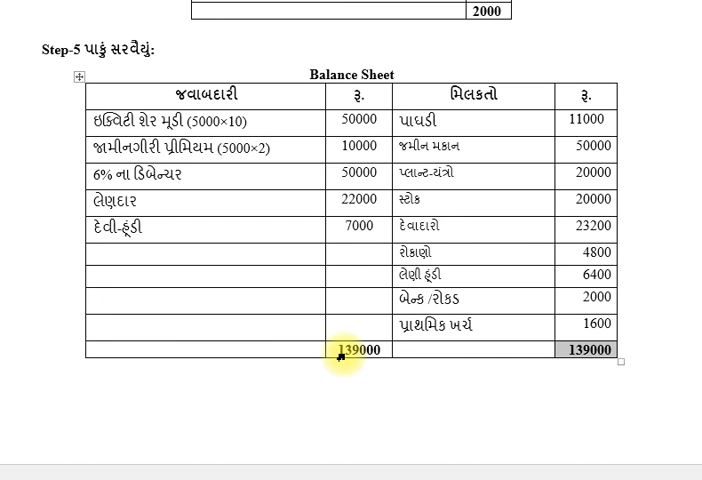 2000
Step-5 પાકું સરવૈયું:
Balance Sheet
જવાબદારી રૂ. મિલકતો રૂ.
ઇક્વિટી શેર મૂડી (5000×10) 50000 પાઘડી 11000
જામીનગીરી પ્રીમિયમ (5000×2) 10000 જમીન મકાન 50000
6% ના ડિબેન્ચર 50000 પ્લાન્ટ-યંત્રો 20000
લેણદાર 22000 સ્ટોક 20000
દેવી-હૂંડી 7000 દેવાદારો 23200
રોકાણો 4800
લેણી હૂંડી 6400
બેન્ક /રોકડ 2000
પ્રાથમિક ખર્ચ 1600
139000 139000